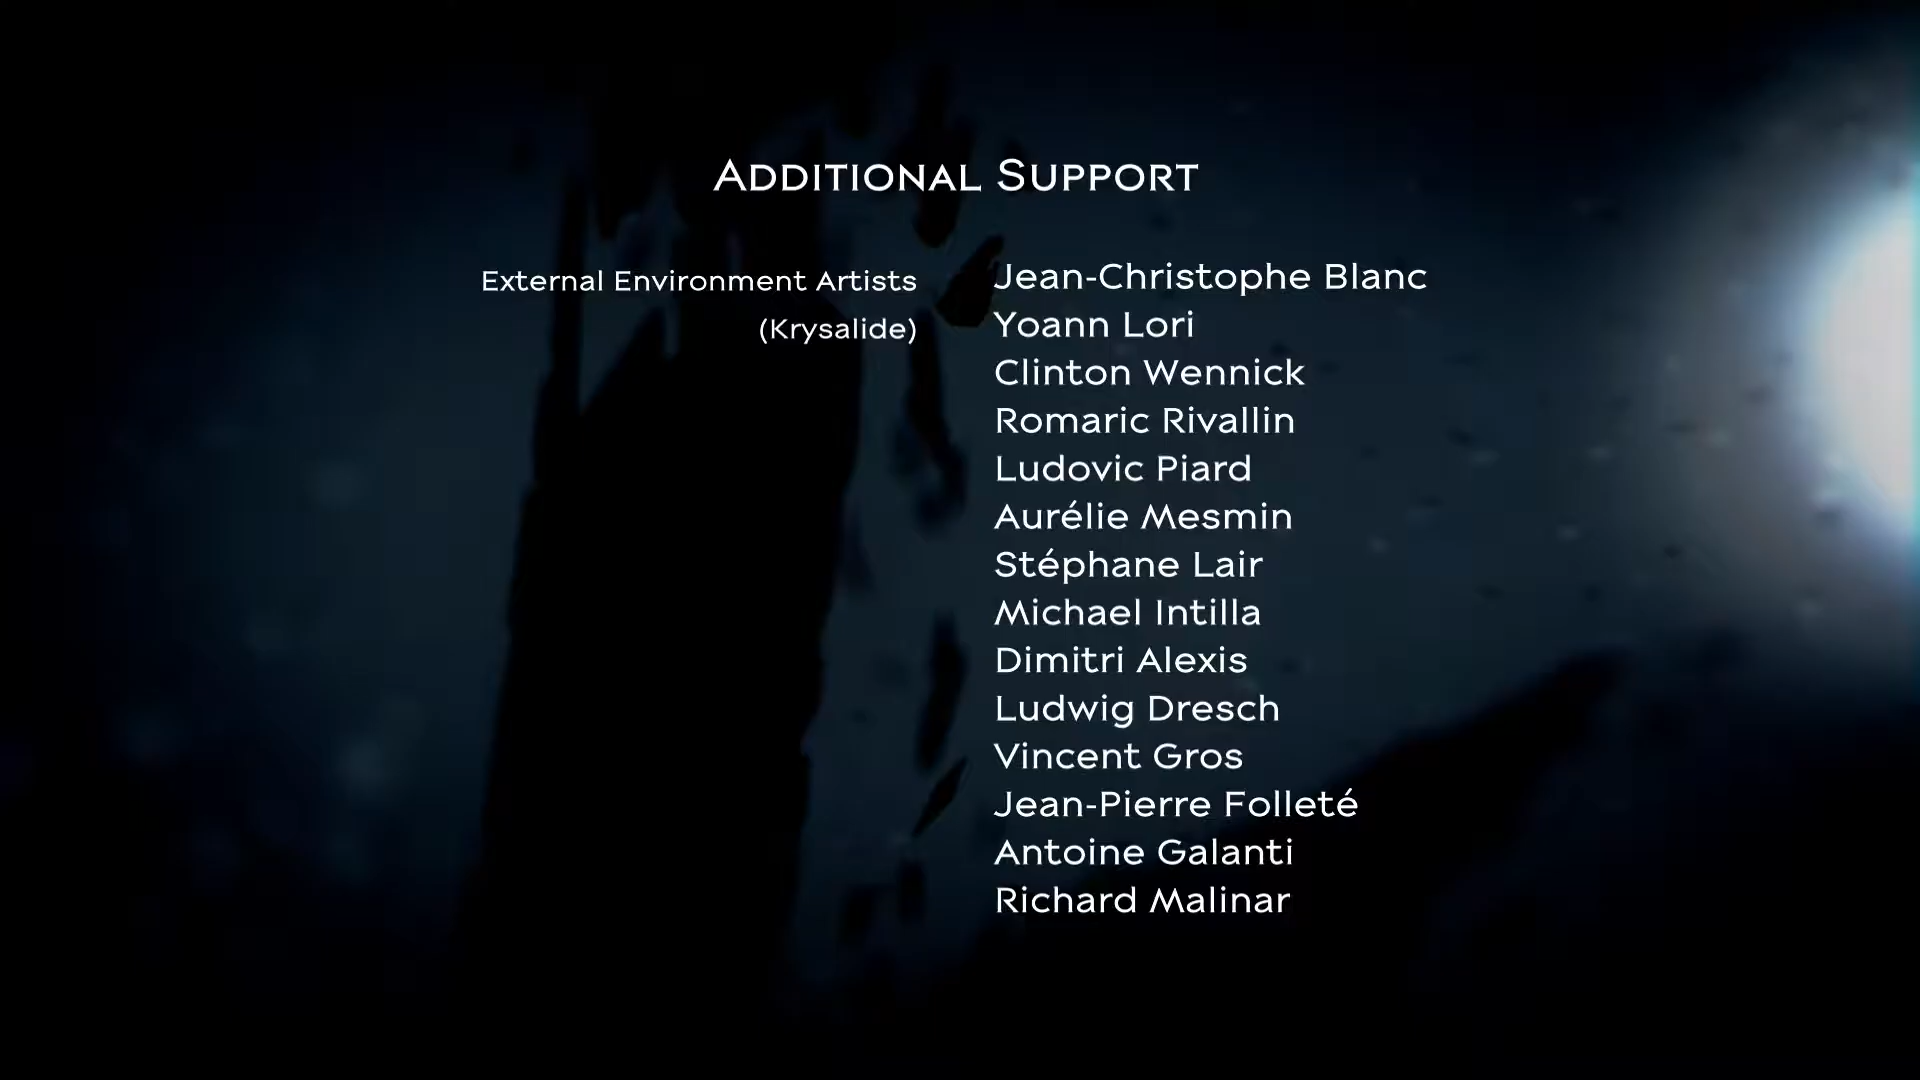 Additional Support
External Environment Artists
(Krysalide)
Jean-Christophe Blanc
Yoann Lori
Clinton Wennick
Romaric Rivallin
Ludovic Piard
Aurélie Mesmin
Stéphane Lair
Michael Intilla
Dimitri Alexis
Ludwig Dresch
Vincent Gros
Jean-Pierre Folleté
Antoine Galanti
Richard Malinar